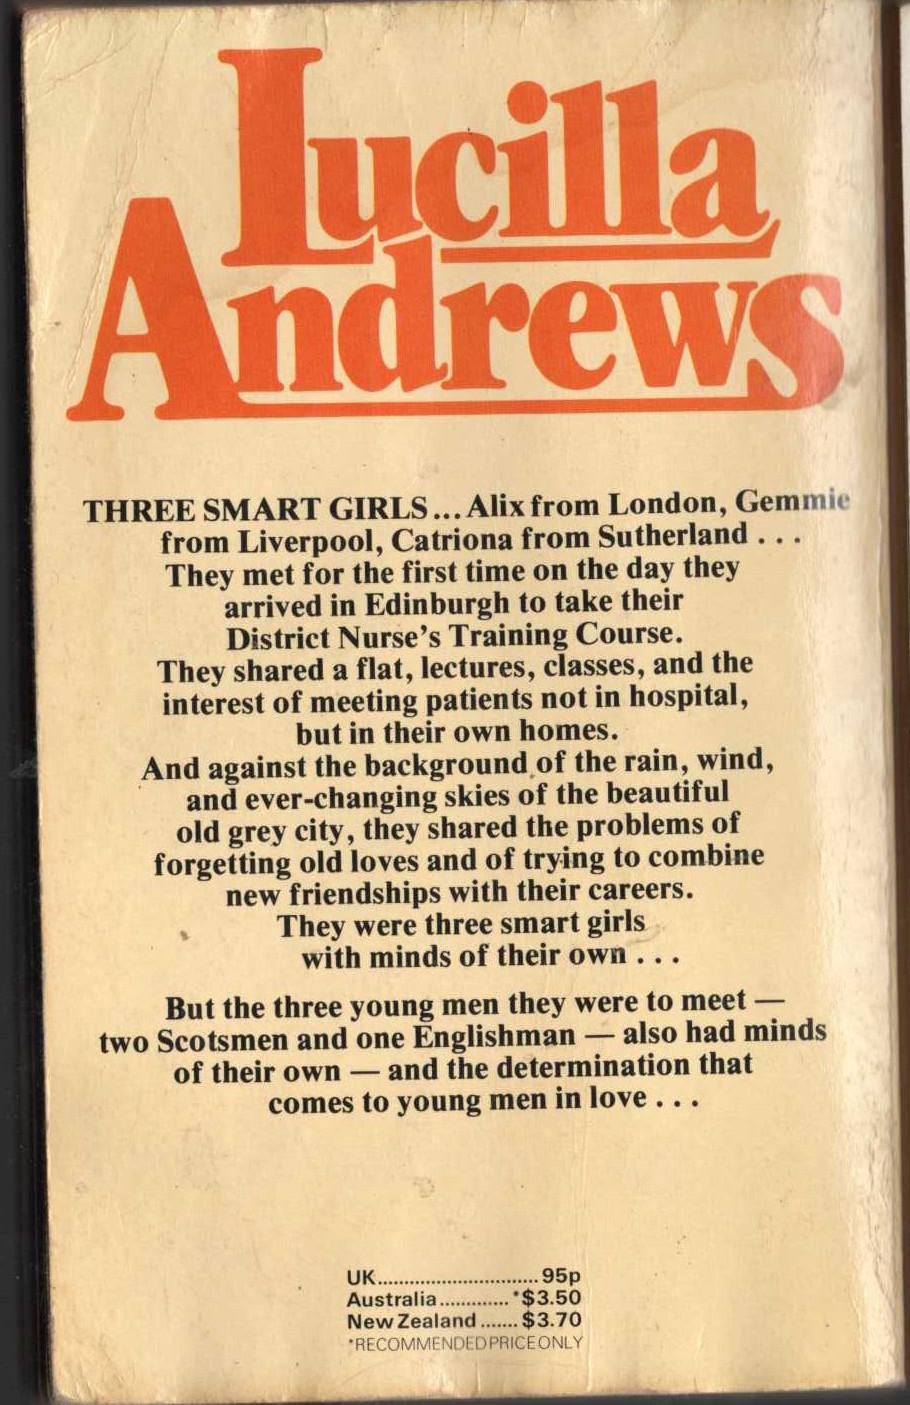 Lucilla
Andrews
THREE SMART GIRLS... Alix from London, Gemmie
from Liverpool, Catriona from Sutherland . . .
They met for the first time on the day they
arrived in Edinburgh to take their
District Nurse's Training Course.
They shared a flat, lectures, classes, and the
interest of meeting patients not in hospital,
but in their own homes.
And against the background of the rain, wind,
and ever-changing skies of the beautiful
old grey city, they shared the problems of
forgetting old loves and of trying to combine
new friendships with their careers.
They were three smart girls
with minds of their own . . .
But the three young men they were to meet —
two Scotsmen and one Englishman — also had minds
of their own — and the determination that
comes to young men in love . . .
UK.............................. 95p
Australia............. *$3.50
New Zealand ....... $3.70
*RECOMMENDED PRICE ONLY